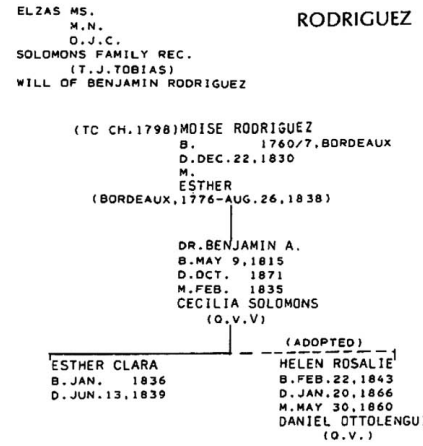 ELZAS MS.
RODRIGUEZ
M.N.
O.J.C.
SOLOMONS FAMILY REC.
(T.J.TOBIAS)
WILL OF BENJAMIN RODRIGUEZ
(TC CH.1798)MOISE RODRIGUEZ
B. 1760/7,BORDEAUX
D.DEC.22,1830
M.
ESTHER
(BORDEAUX,1776-AUG.26,1838)
DR.BENJAMIN A.
B.MAY 9,1815
D.OCT. 1871
M.FEB. 1835
CECILIA SOLOMONS
(Q.V.V)
(ADOPTED)
ESTHER CLARA
B.JAN. 1836
D.JUN.13,1839
HELEN ROSALIE
B.FEB.22,1843
D.JAN.20,1866
M.MAY 30,1860
DANIEL OTTOLENGU
(Q.V.)